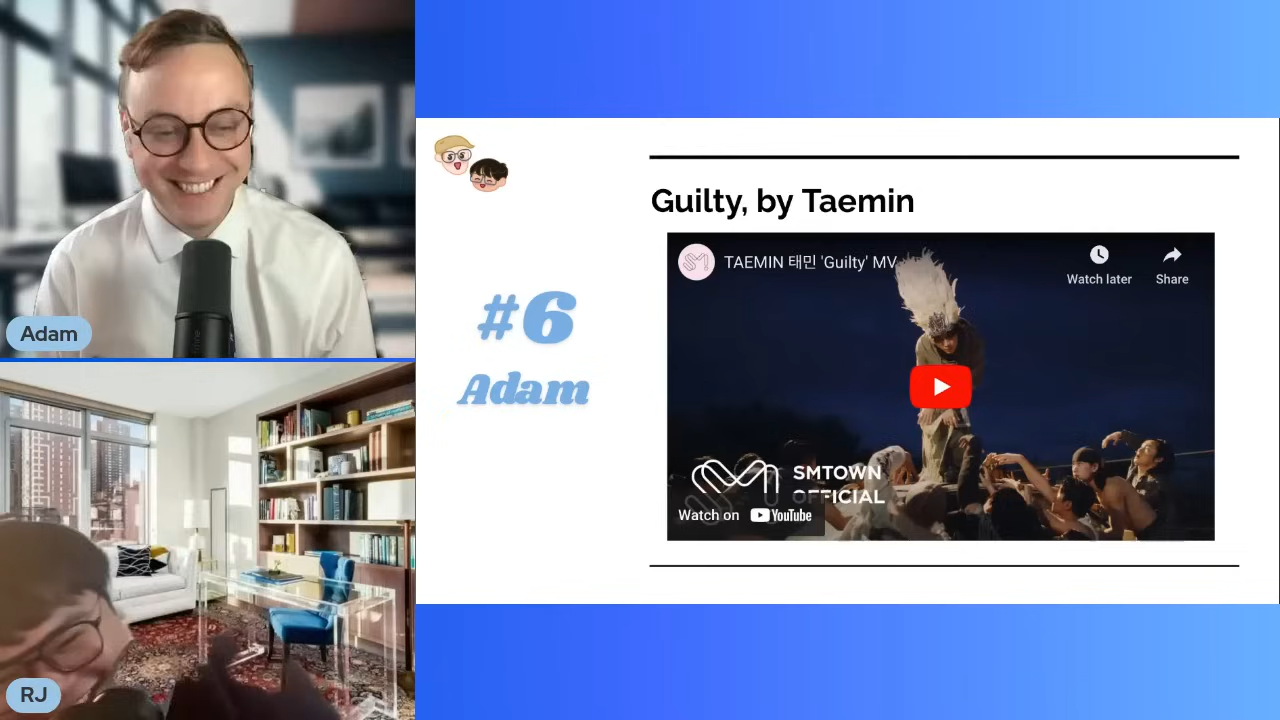 Adam
RJ
#6
Adam
Guilty, by Taemin
SM
TAEMIN 태민 'Guilty' MV
Watch later
Share
SMTOWN
OFFICIAL
Watch on YouTube